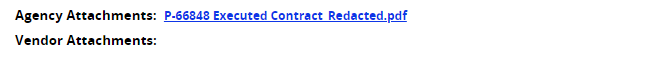 Agency Attachments: P-66848 Executed Contract_Redacted.pdf
Vendor Attachments: